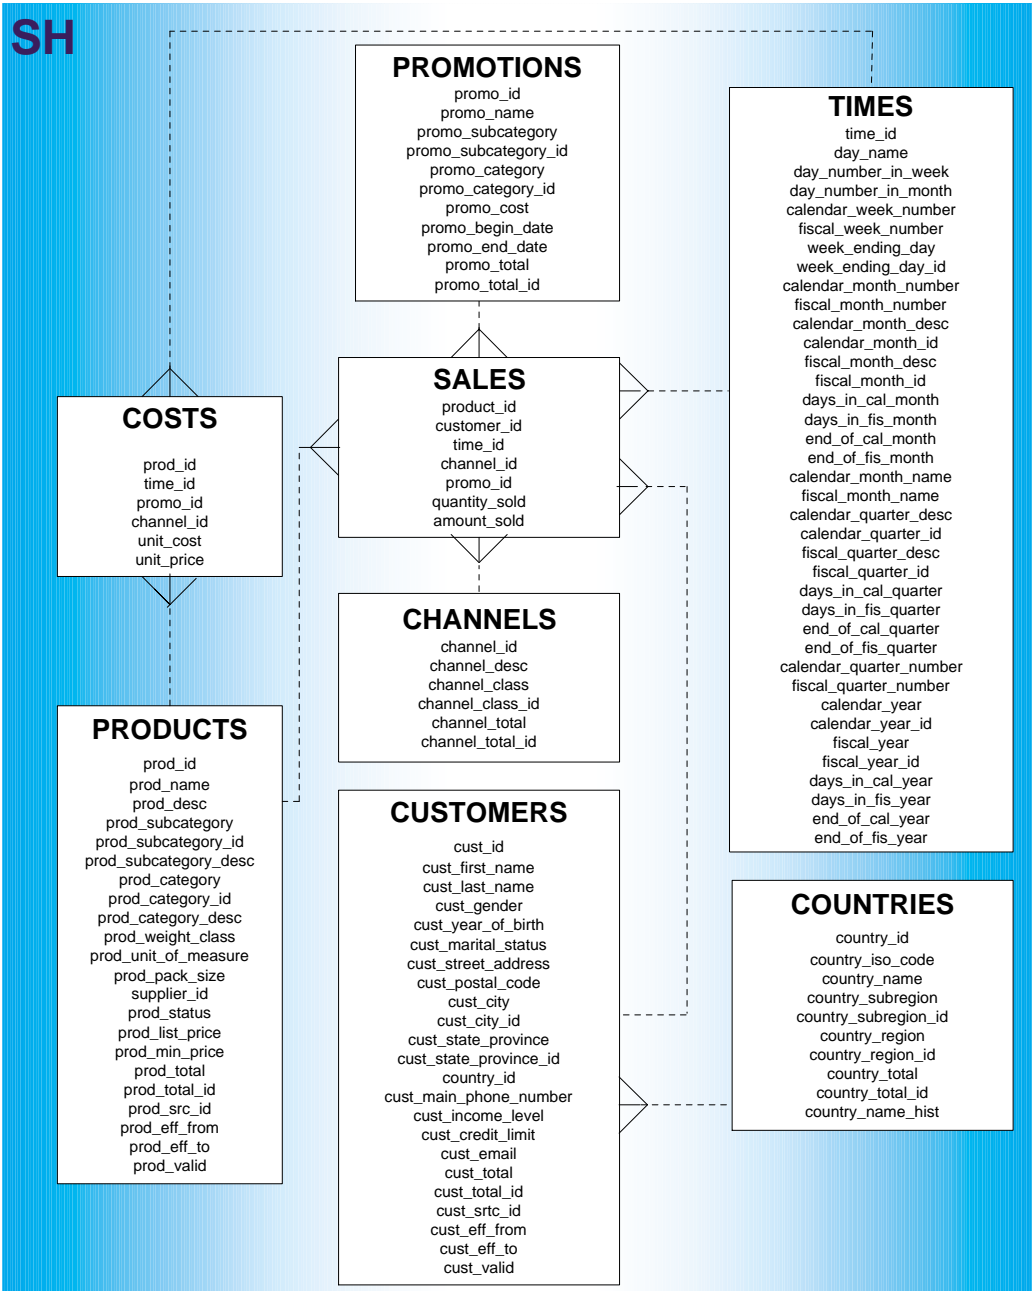 SH
PROMOTIONS
promo_id
promo_name
promo_subcategory
promo_subcategory_id
promo_category
promo_category_id
promo_cost
promo_begin_date
promo_end_date
promo_total
promo_total_id
TIMES
time_id
day_name
day_number_in_week
day_number_in_month
calendar_week_number
fiscal_week_number
week_ending_day
week_ending_day_id
calendar_month_number
fiscal_month_number
calendar_month_desc
calendar_month_id
fiscal_month_desc
fiscal_month_id
days_in_cal_month
days_in_fis_month
end_of_cal_month
end_of_fis_month
calendar_month_name
fiscal_month_name
calendar_quarter_desc
calendar_quarter_id
fiscal_quarter_desc
fiscal_quarter_id
days_in_cal_quarter
days_in_fis_quarter
end_of_cal_quarter
end_of_fis_quarter
calendar_quarter_number
fiscal_quarter_number
calendar_year
calendar_year_id
fiscal_year
fiscal_year_id
days_in_cal_year
days_in_fis_year
end_of_cal_year
end_of_fis_year
SALES
product_id
customer_id
time_id
channel_id
promo_id
quantity_sold
amount_sold
COSTS
prod_id
time_id
promo_id
channel_id
unit_cost
unit_price
CHANNELS
channel_id
channel_desc
channel_class
channel_class_id
channel_total
channel_total_id
PRODUCTS
prod_id
prod_name
prod_desc
prod_subcategory
prod_subcategory_id
prod_subcategory_desc
prod_category
prod_category_id
prod_category_desc
prod_weight_class
prod_unit_of_measure
prod_pack_size
supplier_id
prod_status
prod_list_price
prod_min_price
prod_total
prod_total_id
prod_src_id
prod_eff_from
prod_eff_to
prod_valid
CUSTOMERS
cust_id
cust_first_name
cust_last_name
cust_gender
cust_year_of_birth
cust_marital_status
cust_street_address
cust_postal_code
cust_city
cust_city_id
cust_state_province
cust_state_province_id
country_id
cust_main_phone_number
cust_income_level
cust_credit_limit
cust_email
cust_total
cust_total_id
cust_srtc_id
cust_eff_from
cust_eff_to
cust_valid
COUNTRIES
country_id
country_iso_code
country_name
country_subregion
country_subregion_id
country_region
country_region_id
country_total
country_total_id
country_name_hist